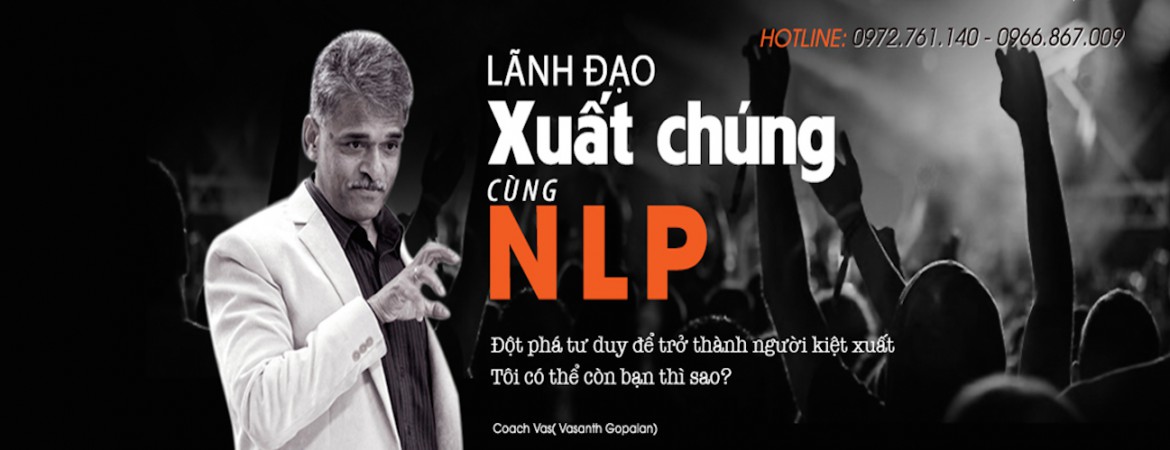 HOTLINE: 0972.761.140 - 0966.867.009
LÃNH ĐẠO
Xuất chúng
CÙNG
NLP
Đột phá tư duy để trở thành người kiệt xuất
Tôi có thể còn bạn thì sao?
Coach Vas( Vasanth Gopalan)